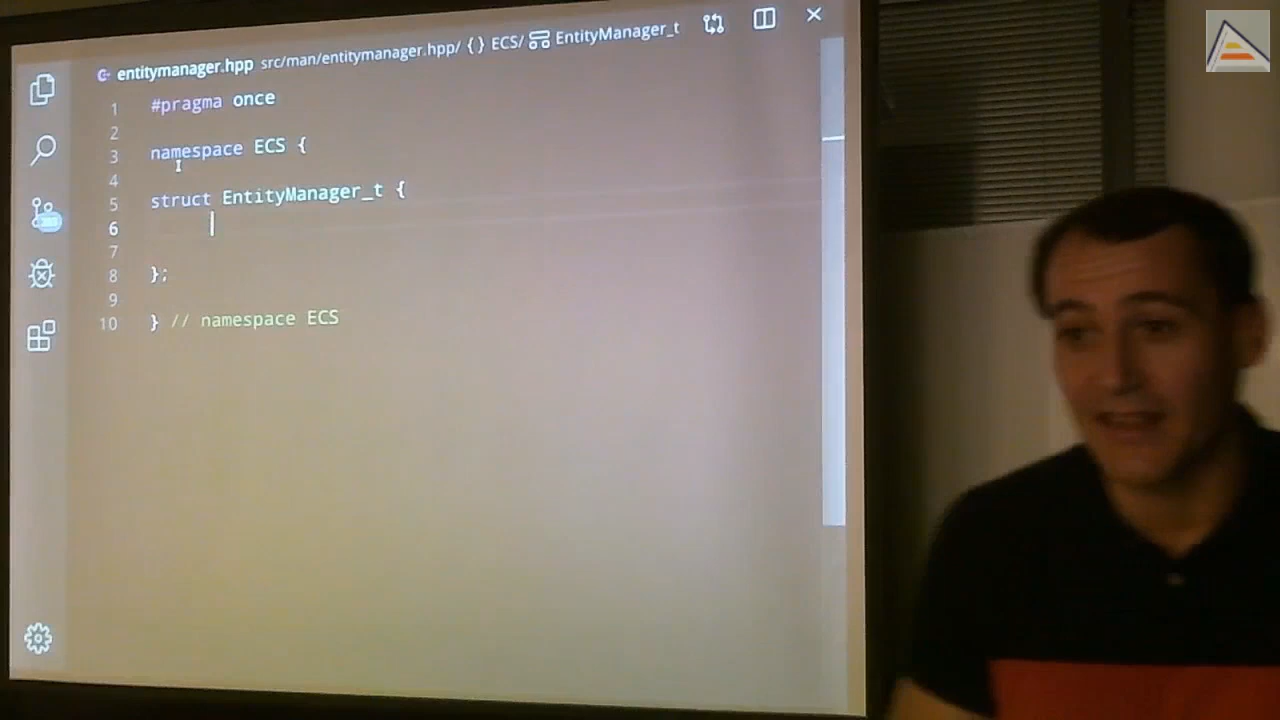 entitymanager.hpp src/man/entitymanager.hpp/ { } ECS/ EntityManager_t
1 #pragma once
2
3 namespace ECS {
4
5 struct EntityManager_t {
6
7
8 };
9
10 } // namespace ECS